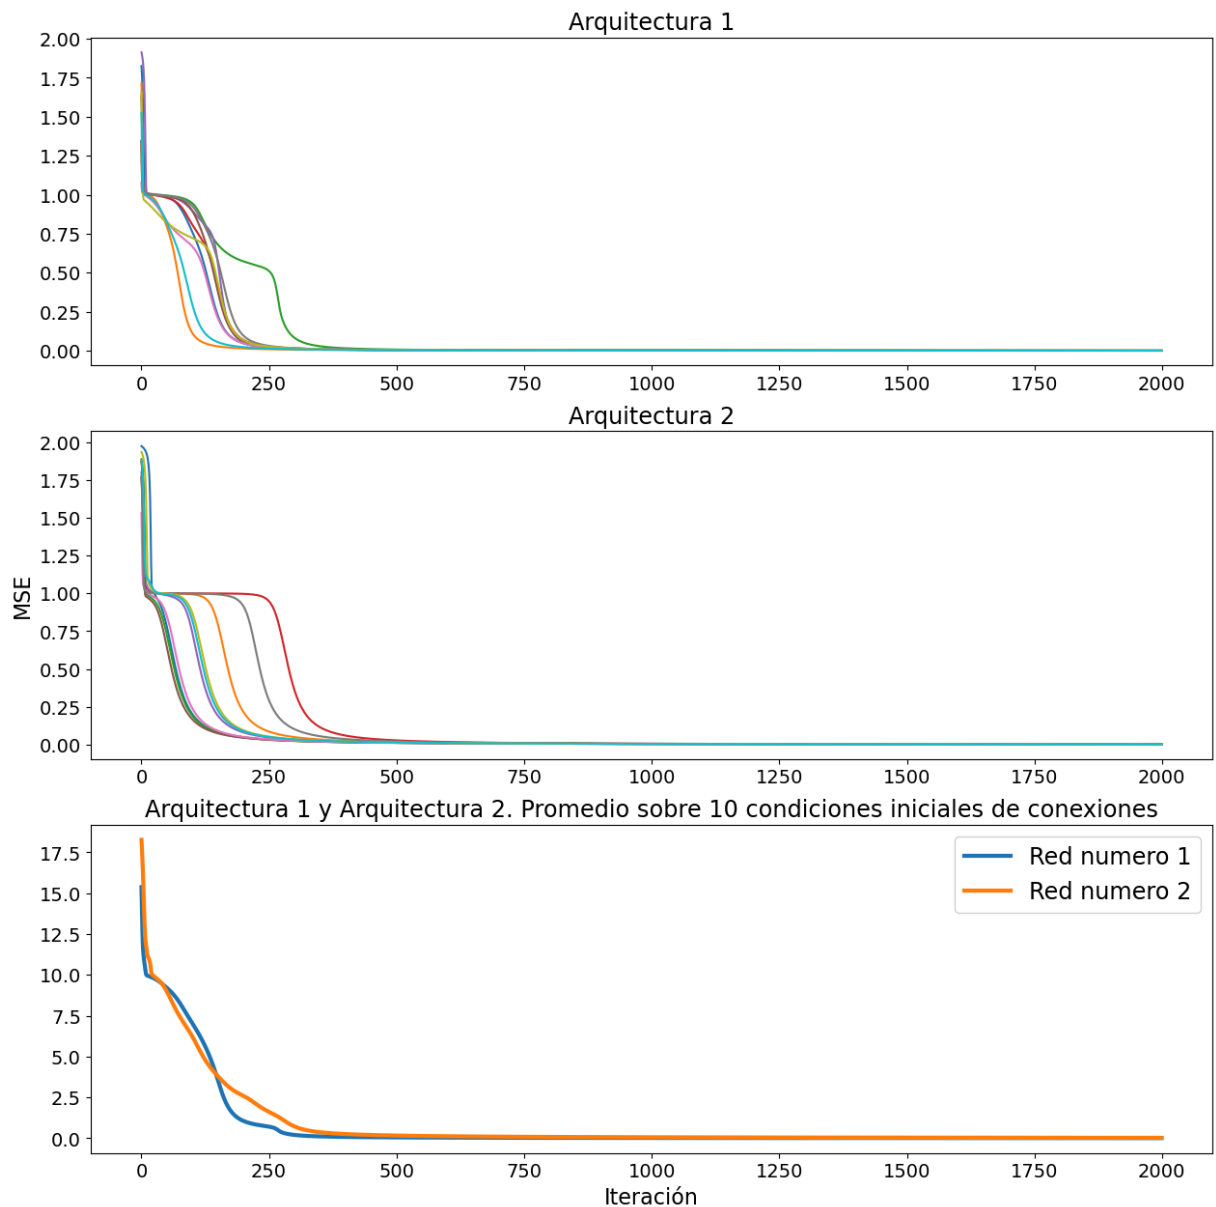 Arquitectura 1
2.00
1.75
1.50
1.25
1.00
0.75
0.50
0.25
0.00
0 250 500 750 1000 1250 1500 1750 2000
Arquitectura 2
2.00
1.75
1.50
1.25
1.00
0.75
0.50
0.25
0.00
MSE
0 250 500 750 1000 1250 1500 1750 2000
Arquitectura 1 y Arquitectura 2. Promedio sobre 10 condiciones iniciales de conexiones
17.5
15.0
12.5
10.0
7.5
5.0
2.5
0.0
Red numero 1
Red numero 2
0 250 500 750 1000 1250 1500 1750 2000
Iteración